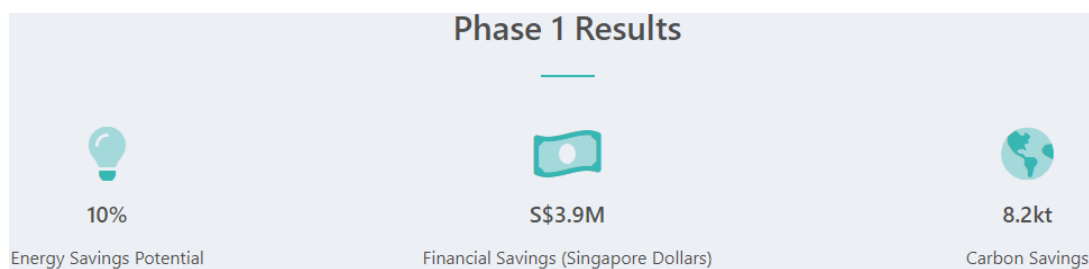 Phase 1 Results
10%
S$3.9M
8.2kt
Energy Savings Potential
Financial Savings (Singapore Dollars)
Carbon Savings